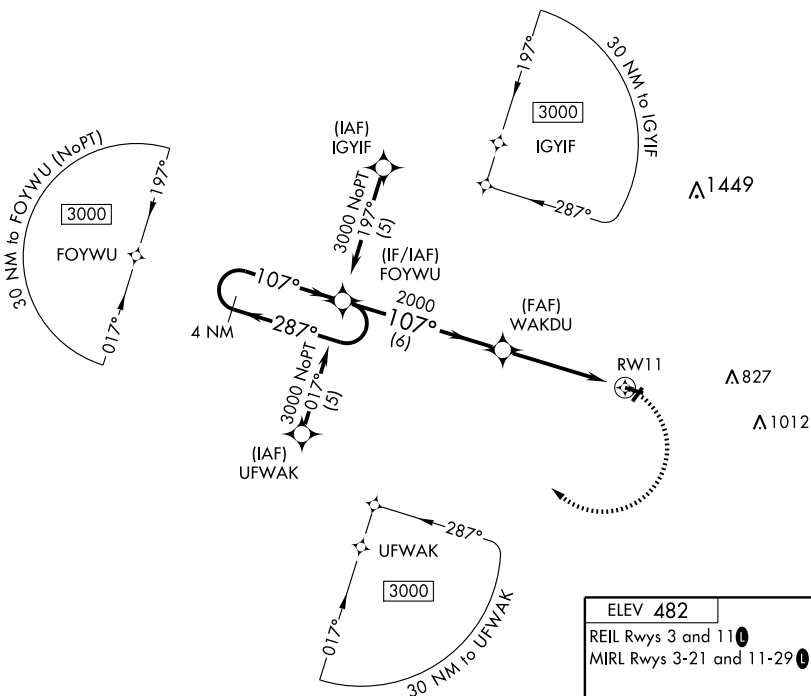 30 NM to FOYWU (NoPT)
197°
3000
FOYWU
017°
197°
30 NM to IGYIF
3000
IGYIF
287°
1449
(IAF)
IGYIF
3000 NoPT
197°
(5)
(IF/IAF)
FOYWU
107°
2000
107°
(6)
(FAF)
WAKDU
4 NM
287°
RW11
827
1012
3000 NoPT
017°
(5)
(IAF)
UFWAK
287°
UFWAK
3000
017°
30 NM to UFWAK
ELEV 482
REIL Rwys 3 and 11 L
MIRL Rwys 3-21 and 11-29 L